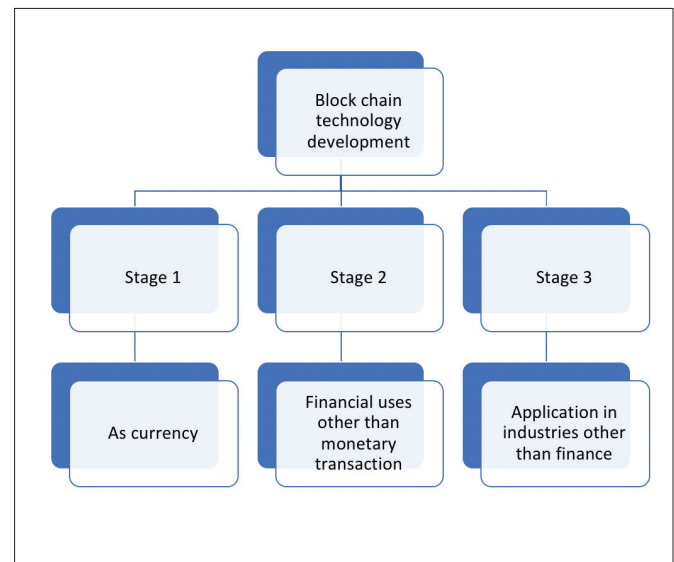 Block chain
technology
development
Stage 1
Stage 2
Stage 3
As currency
Financial uses
other than
monetary
transaction
Application in
industries other
than finance